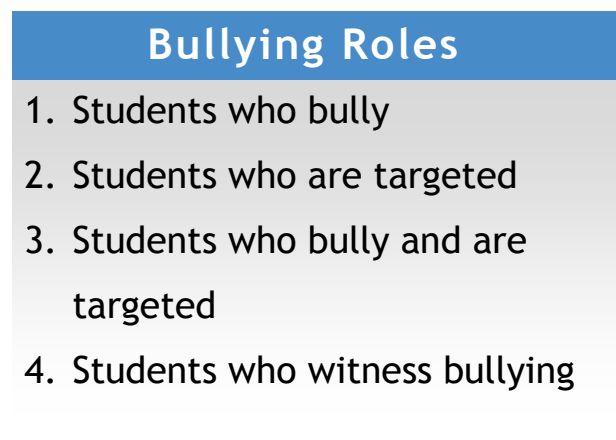 Bullying Roles
1. Students who bully
2. Students who are targeted
3. Students who bully and are
targeted
4. Students who witness bullying